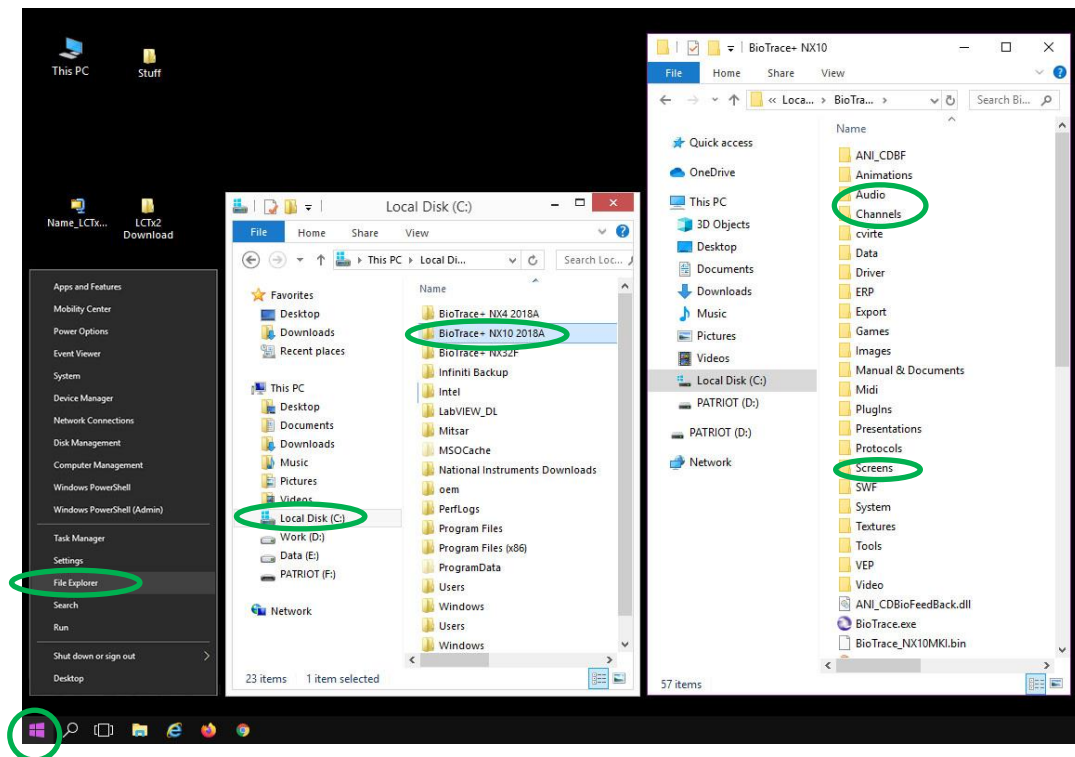 This PC
Stuff
Name_LCTx...
LCTx2
Download
Apps and Features
Mobility Center
Power Options
Event Viewer
System
Device Manager
Network Connections
Disk Management
Computer Management
Windows PowerShell
Windows PowerShell (Admin)
Task Manager
Settings
File Explorer
Search
Run
Shut down or sign out
Desktop
Local Disk (C:)
File Home Share View
This PC Local Di... Search Loc...
Favorites
Desktop
Downloads
Recent places
This PC
Desktop
Documents
Downloads
Music
Pictures
Videos
Local Disk (C:)
Work (D:)
Data (E:)
PATRIOT (F:)
Network
Name
BioTrace+ NX4 2018A
BioTrace+ NX10 2018A
BioTrace+ NX32F
Infiniti Backup
Intel
LabVIEW_DL
Mitsar
MSOCache
National Instruments Downloads
oem
PerfLogs
Program Files
Program Files (x86)
ProgramData
Users
Windows
Users
Windows
23 items 1 item selected
BioTrace+ NX10
File Home Share View
« Loca... › BioTra... › Search Bi...
Quick access
OneDrive
This PC
3D Objects
Desktop
Documents
Downloads
Music
Pictures
Videos
Local Disk (C:)
PATRIOT (D:)
PATRIOT (D:)
Network
Name
ANI_CDBF
Animations
Audio
Channels
cvirte
Data
Driver
ERP
Export
Games
Images
Manual & Documents
Midi
PlugIns
Presentations
Protocols
Screens
SWF
System
Textures
Tools
VEP
Video
ANI_CDBioFeedBack.dll
BioTrace.exe
BioTrace_NX10MKI.bin
57 items